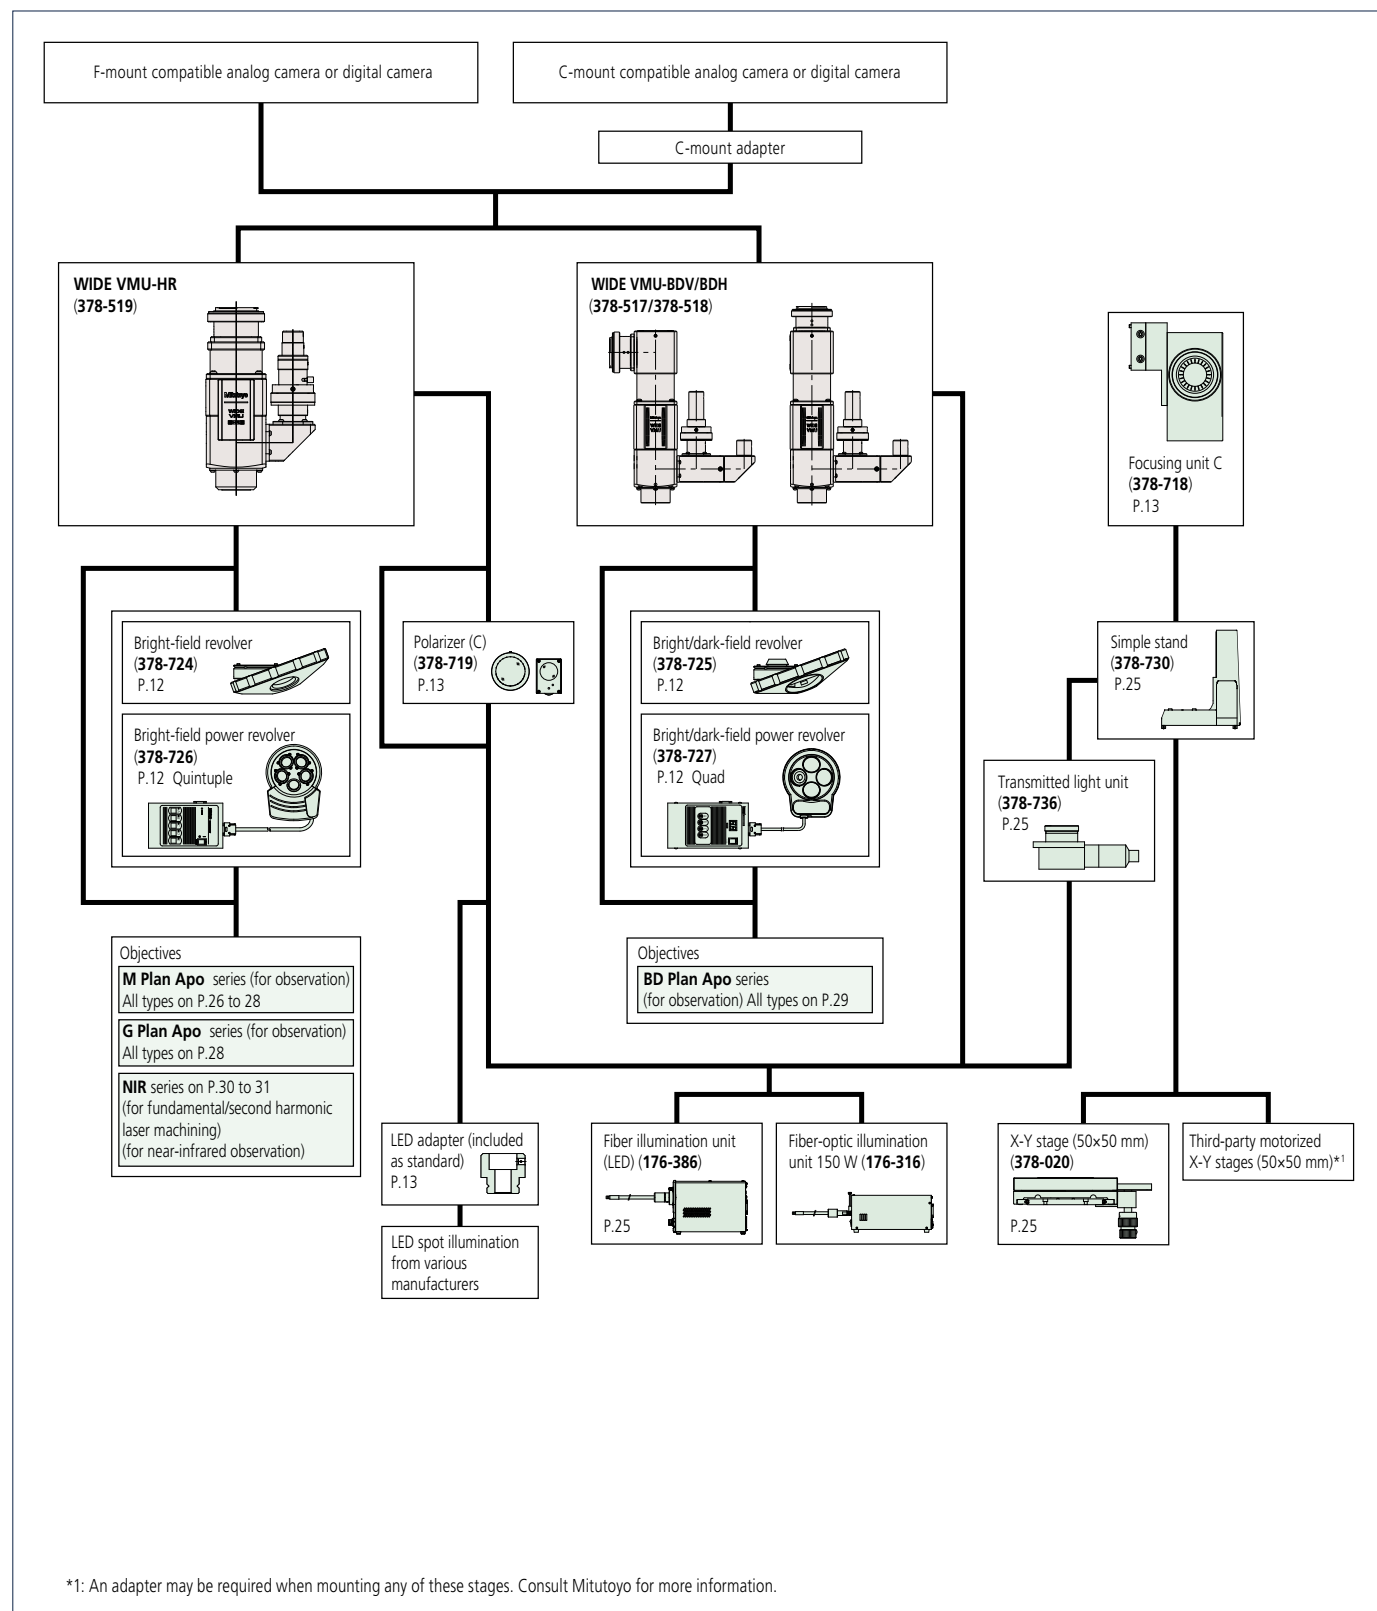 F-mount compatible analog camera or digital camera
C-mount compatible analog camera or digital camera
C-mount adapter
WIDE VMU-HR
(378-519)
Mitutoyo
WIDE
VMU
WIDE VMU-BDV/BDH
(378-517/378-518)
WIDE
VMU
WIDE
VMU
Focusing unit C
(378-718)
P.13
Bright-field revolver
(378-724)
P.12
Bright-field power revolver
(378-726)
P.12 Quintuple
Polarizer (C)
(378-719)
P.13
Bright/dark-field revolver
(378-725)
P.12
Bright/dark-field power revolver
(378-727)
P.12 Quad
Simple stand
(378-730)
P.25
Transmitted light unit
(378-736)
P.25
Objectives
M Plan Apo series (for observation)
All types on P.26 to 28
G Plan Apo series (for observation)
All types on P.28
NIR series on P.30 to 31
(for fundamental/second harmonic
laser machining)
(for near-infrared observation)
Objectives
BD Plan Apo series
(for observation) All types on P.29
LED adapter (included
as standard)
P.13
LED spot illumination
from various
manufacturers
Fiber illumination unit
(LED) (176-386)
P.25
Fiber-optic illumination
unit 150 W (176-316)
X-Y stage (50×50 mm)
(378-020)
P.25
Third-party motorized
X-Y stages (50×50 mm)*1
*1: An adapter may be required when mounting any of these stages. Consult Mitutoyo for more information.